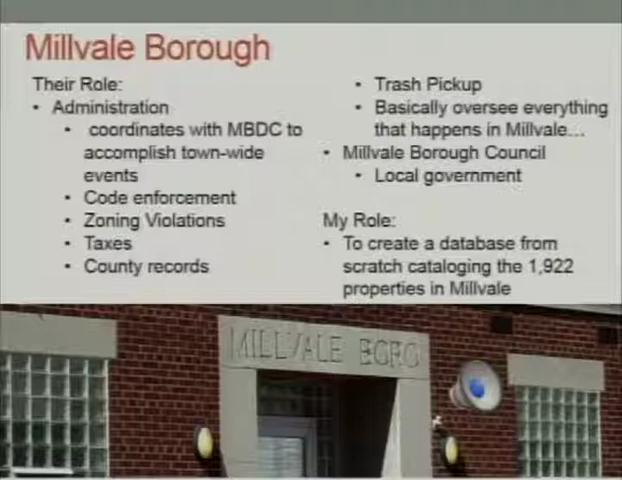 Millvale Borough
Their Role:
• Administration
• coordinates with MBDC to
accomplish town-wide
events
• Code enforcement
• Zoning Violations
• Taxes
• County records
• Trash Pickup
• Basically oversee everything
that happens in Millvale...
• Millvale Borough Council
• Local government
My Role:
• To create a database from
scratch cataloging the 1,922
properties in Millvale
MILLVALE BORO